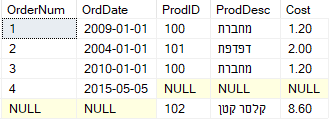 OrderNum OrdDate ProdID ProdDesc Cost
1 2009-01-01 100 מחברת 1.20
2 2004-01-01 101 דפדפת 2.00
3 2010-01-01 100 מחברת 1.20
4 2015-05-05 NULL NULL NULL
NULL NULL 102 קלסר קטן 8.60